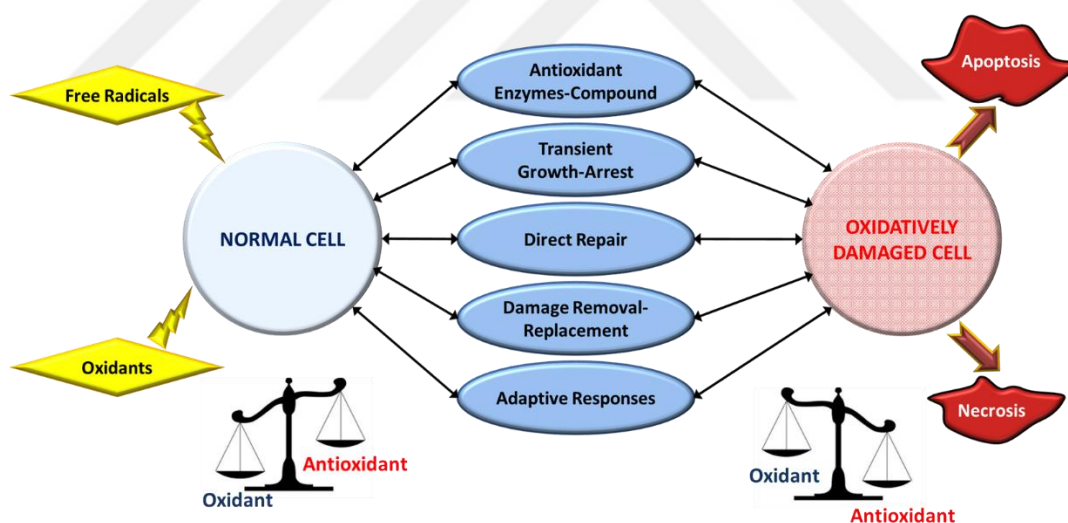 Free Radicals
Oxidants
NORMAL CELL
Antioxidant
Enzymes-Compound
Transient
Growth-Arrest
Direct Repair
Damage Removal-
Replacement
Adaptive Responses
OXIDATIVELY
DAMAGED CELL
Apoptosis
Necrosis
Antioxidant
Oxidant
Oxidant
Antioxidant